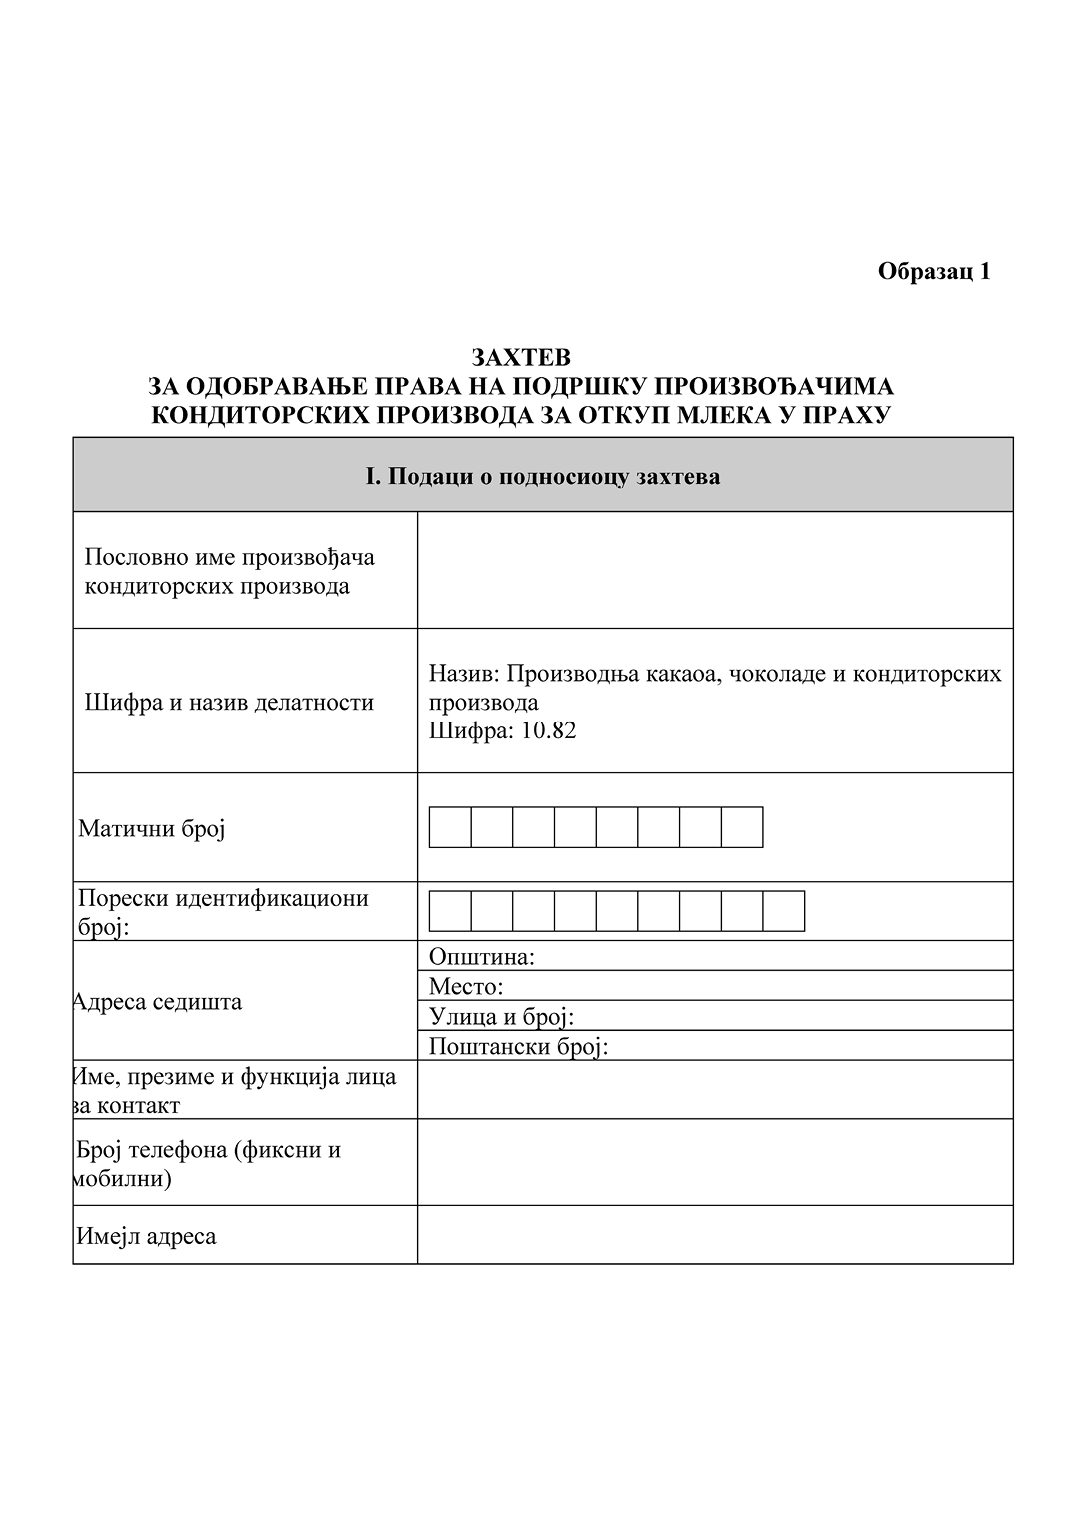 Образац 1
ЗАХТЕВ
ЗА ОДОБРАВАЊЕ ПРАВА НА ПОДРШКУ ПРОИЗВОЂАЧИМА
КОНДИТОРСКИХ ПРОИЗВОДА ЗА ОТКУП МЛЕКА У ПРАХУ
I. Подаци о подносиоцу захтева
Пословно име произвођача
кондиторских производа
Шифра и назив делатности
Назив: Производња какаоа, чоколаде и кондиторских
производа
Шифра: 10.82
Матични број
Порески идентификациони
број:
Адреса седишта
Општина:
Место:
Улица и број:
Поштански број:
Име, презиме и функција лица
за контакт
Број телефона (фиксни и
мобилни)
Имејл адреса